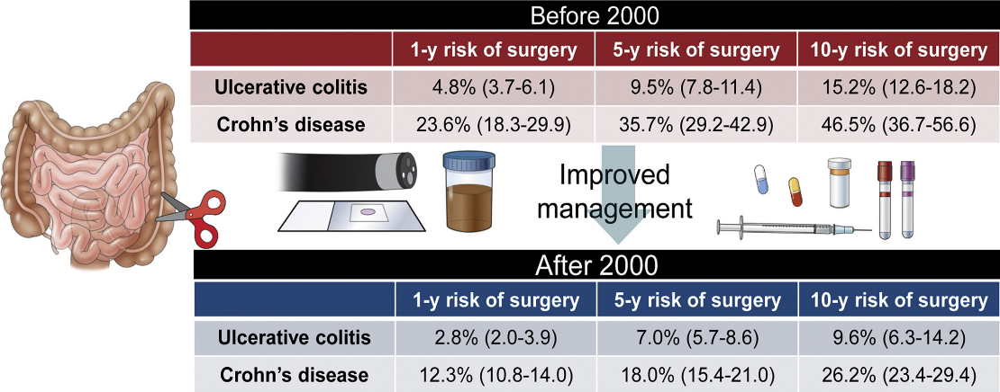 Before 2000
1-y risk of surgery 5-y risk of surgery 10-y risk of surgery
Ulcerative colitis 4.8% (3.7-6.1) 9.5% (7.8-11.4) 15.2% (12.6-18.2)
Crohn’s disease 23.6% (18.3-29.9) 35.7% (29.2-42.9) 46.5% (36.7-56.6)
Improved
management
After 2000
1-y risk of surgery 5-y risk of surgery 10-y risk of surgery
Ulcerative colitis 2.8% (2.0-3.9) 7.0% (5.7-8.6) 9.6% (6.3-14.2)
Crohn’s disease 12.3% (10.8-14.0) 18.0% (15.4-21.0) 26.2% (23.4-29.4)